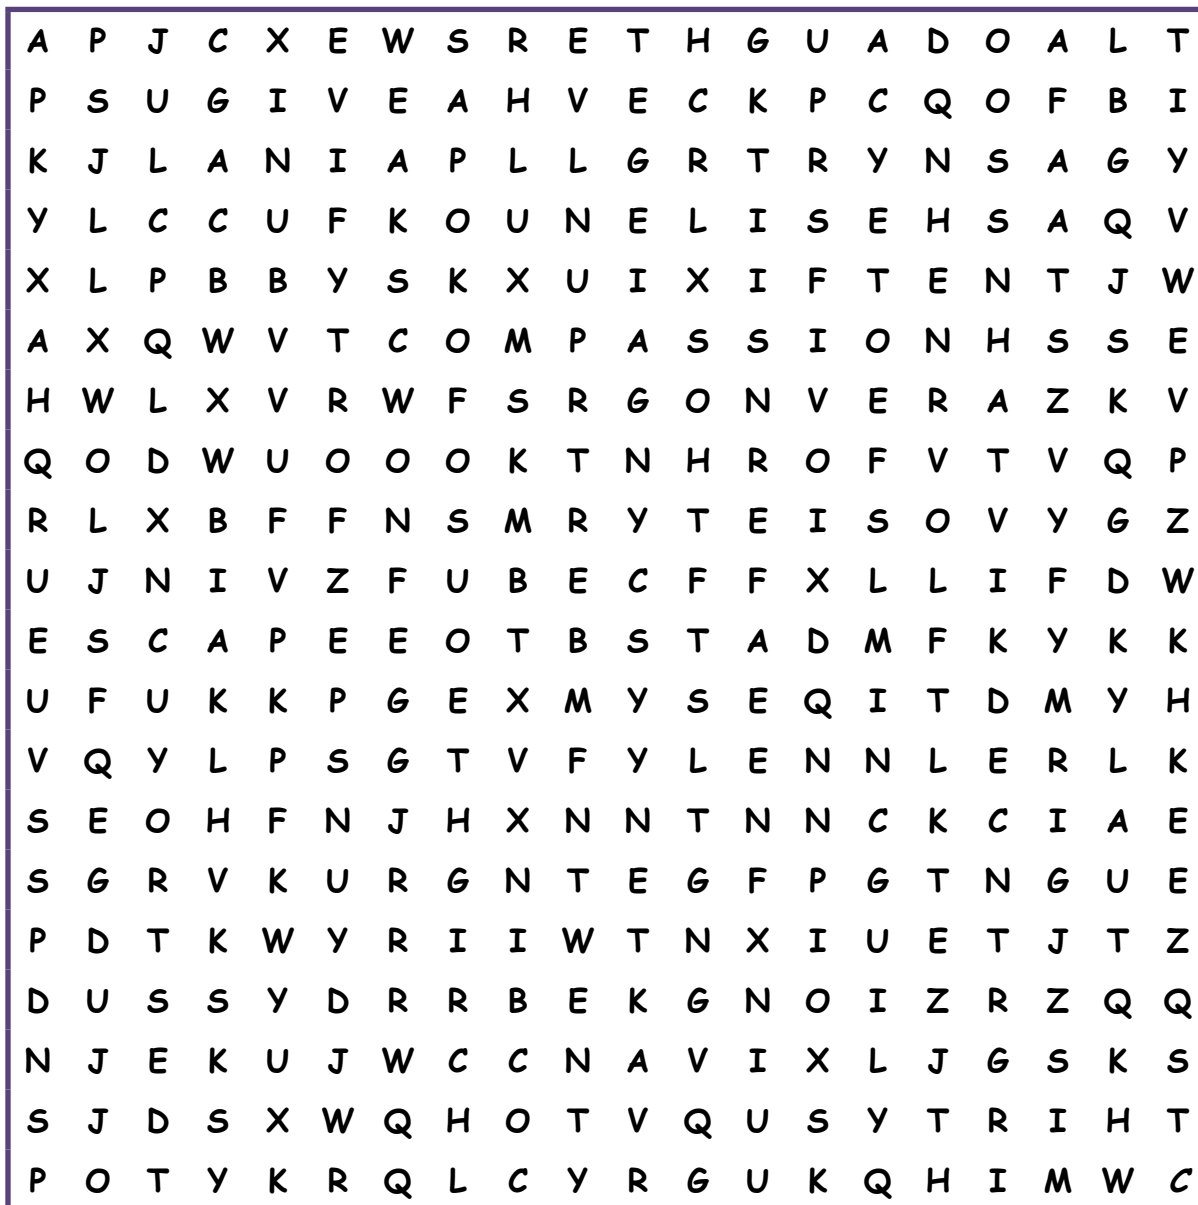 A P J C X E W S R E T H G U A D O A L T
P S U G I V E A H V E C K P C Q O F B I
K J L A N I A P L L G R T R Y N S A G Y
Y L C C U F K O U N E L I S E H S A Q V
X L P B B Y S K X U I X I F T E N T J W
A X Q W V T C O M P A S S I O N H S S E
H W L X V R W F S R G O N V E R A Z K V
Q O D W U O O O K T N H R O F V T V Q P
R L X B F F N S M R Y T E I S O V Y G Z
U J N I V Z F U B E C F F X L L I F D W
E S C A P E E O T B S T A D M F K Y K K
U F U K K P G E X M Y S E Q I T D M Y H
V Q Y L P S G T V F Y L E N N L E R L K
S E O H F N J H X N N T N N C K C I A E
S G R V K U R G N T E G F P G T N G U E
P D T K W Y R I I W T N X I U E T J T Z
D U S S Y D R R B E K G N O I Z R Z Q Q
N J E K U J W C C N A V I X L J G S K S
S J D S X W Q H O T V Q U S Y T R I H T
P O T Y K R Q L C Y R G U K Q H I M W C